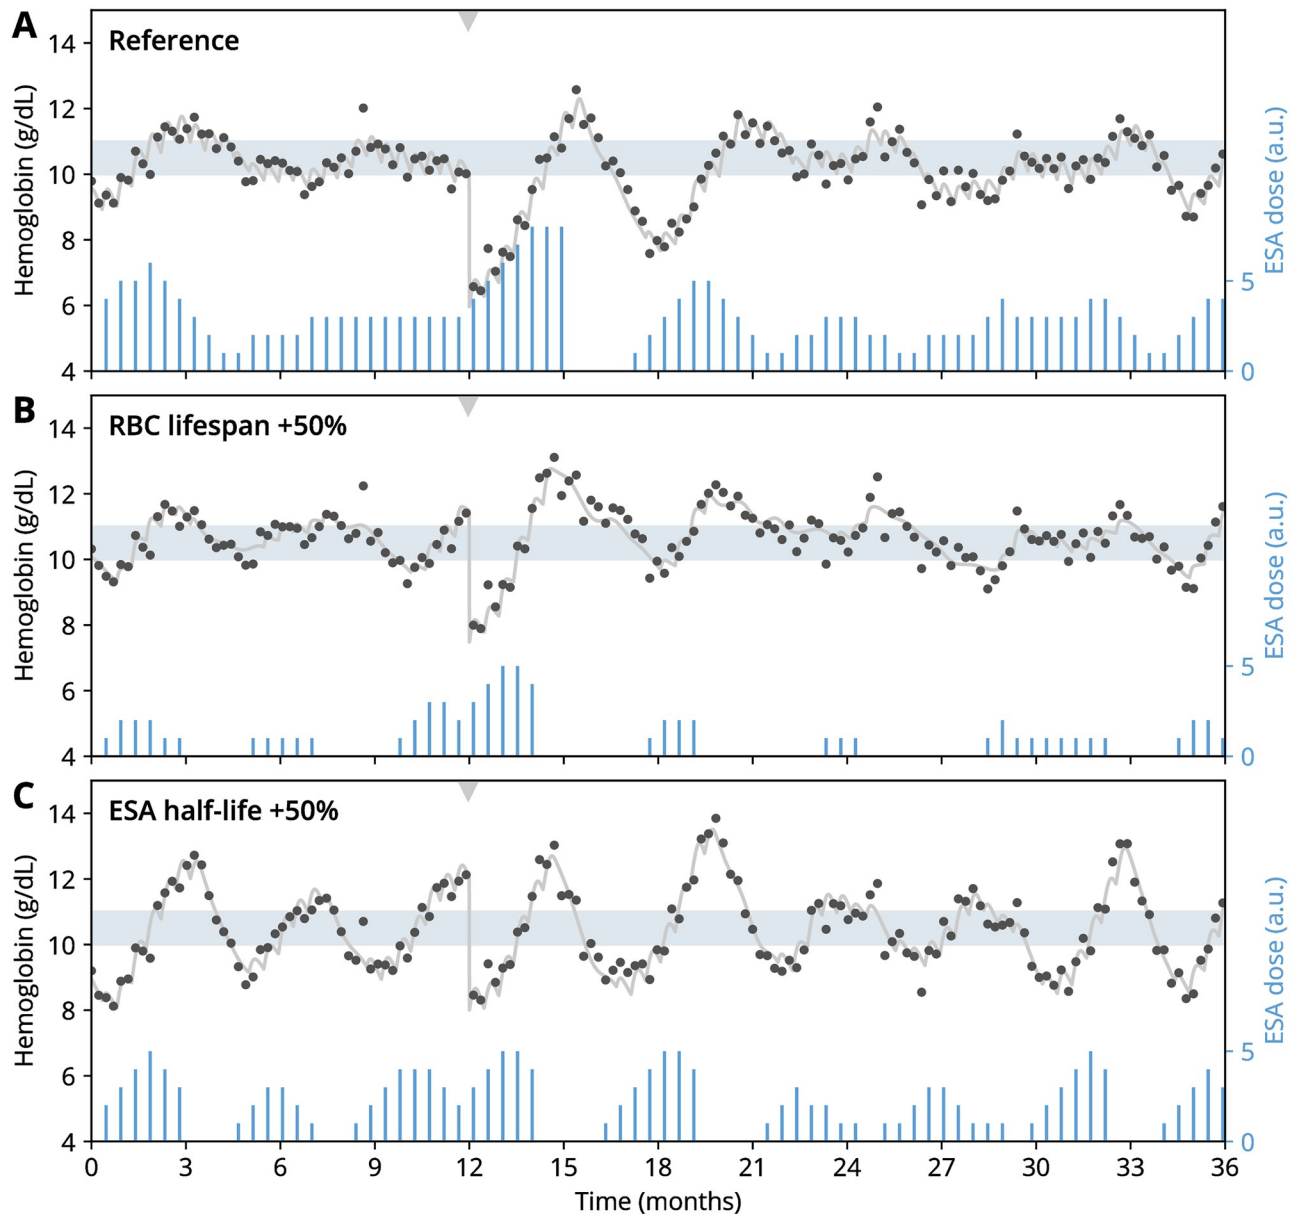 A
Reference
Hemoglobin (g/dL)
14
12
10
8
6
4
ESA dose (a.u.)
5
0
B
RBC lifespan +50%
Hemoglobin (g/dL)
14
12
10
8
6
4
ESA dose (a.u.)
5
0
C
ESA half-life +50%
Hemoglobin (g/dL)
14
12
10
8
6
4
ESA dose (a.u.)
5
0
0 3 6 9 12 15 18 21 24 27 30 33 36
Time (months)